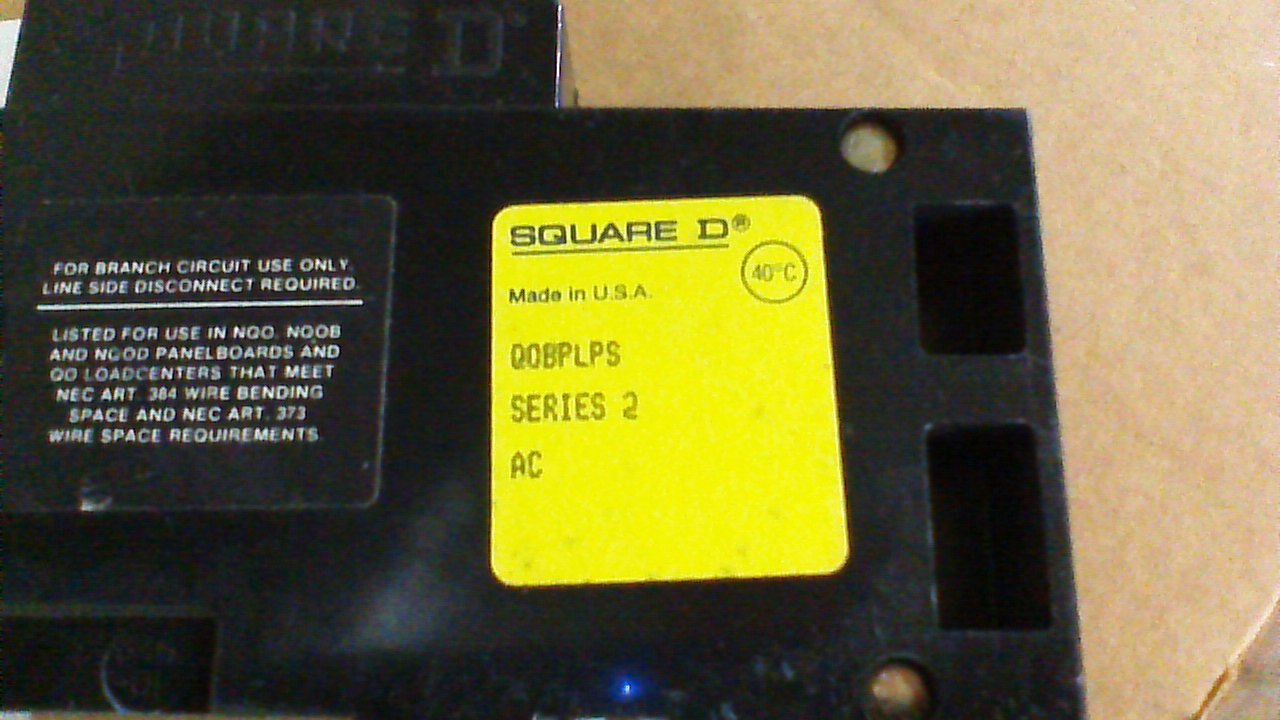 SQUARE D
FOR BRANCH CIRCUIT USE ONLY.
LINE SIDE DISCONNECT REQUIRED.
LISTED FOR USE IN NQO, NQOB
AND NQOD PANELBOARDS AND
QO LOADCENTERS THAT MEET
NEC ART. 384 WIRE BENDING
SPACE AND NEC ART. 373
WIRE SPACE REQUIREMENTS.
SQUARE D®
40°C
Made in U.S.A.
QOBPLPS
SERIES 2
AC